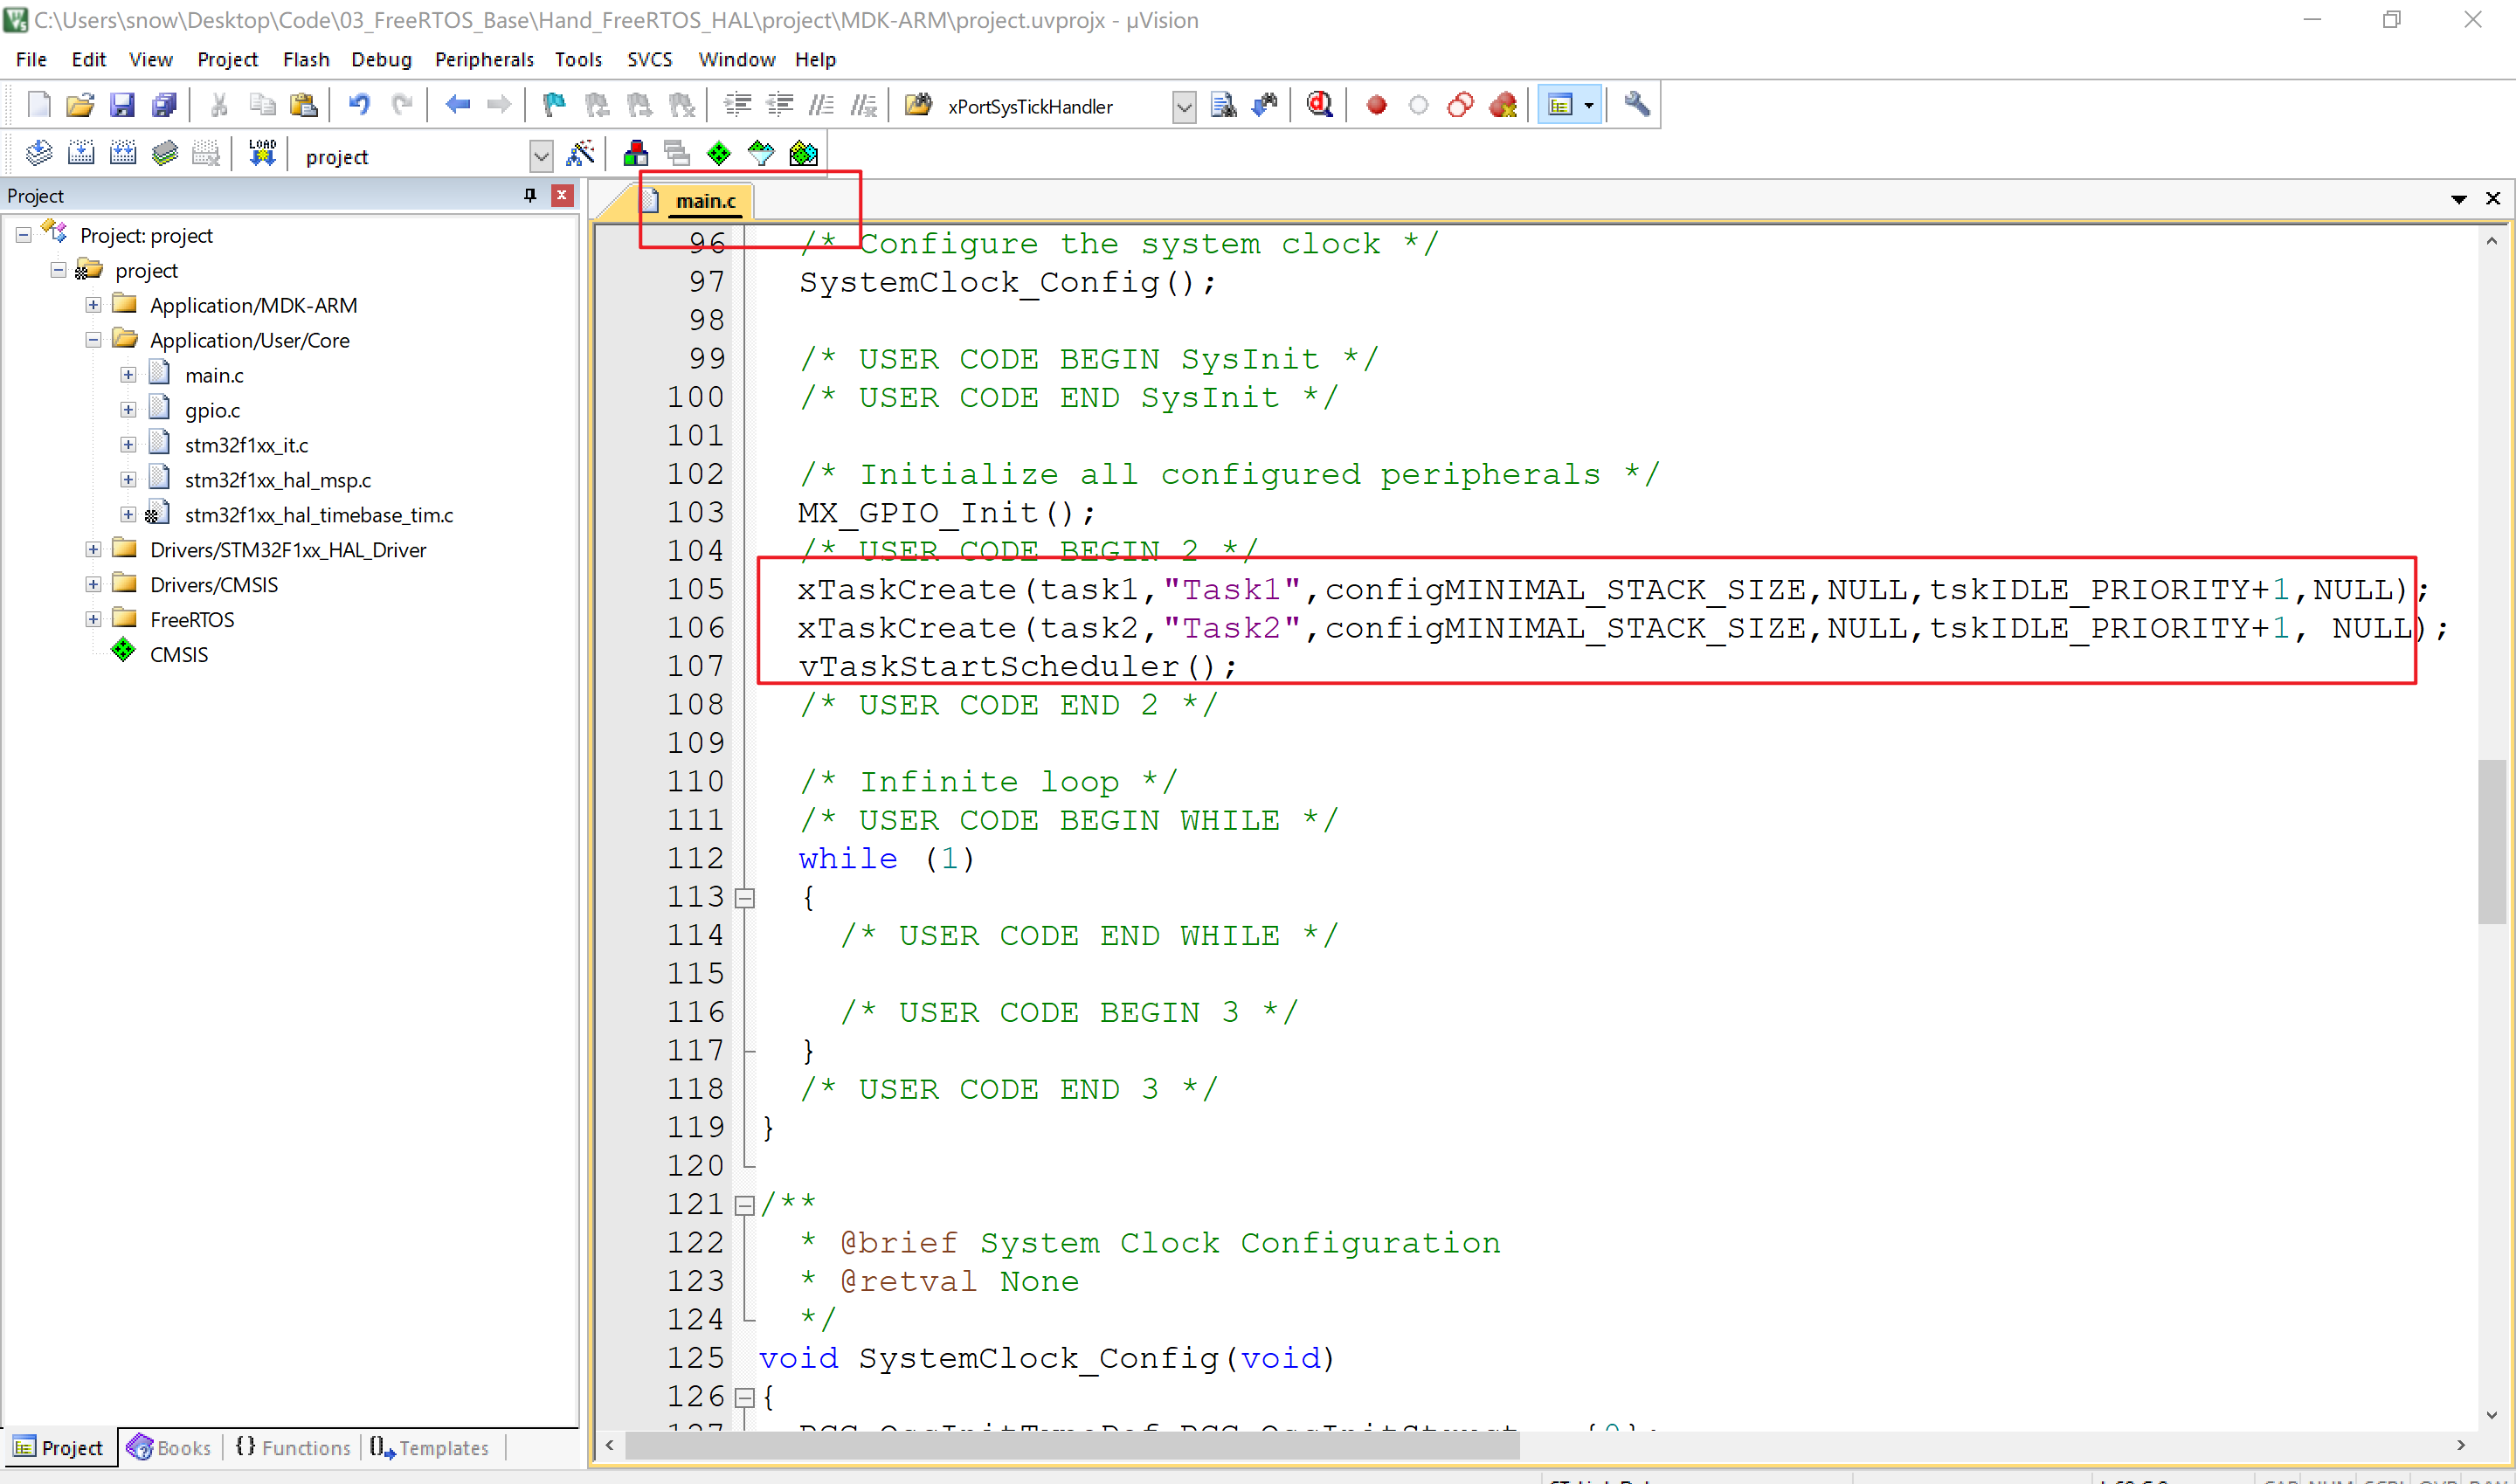 C:\Users\snow\Desktop\Code\03_FreeRTOS_Base\Hand_FreeRTOS_HAL\project\MDK-ARM\project.uvprojx - µVision
File Edit View Project Flash Debug Peripherals Tools SVCS Window Help
xPortSysTickHandler
LOAD project
Project
main.c
Project: project
project
Application/MDK-ARM
Application/User/Core
main.c
gpio.c
stm32f1xx_it.c
stm32f1xx_hal_msp.c
stm32f1xx_hal_timebase_tim.c
Drivers/STM32F1xx_HAL_Driver
Drivers/CMSIS
FreeRTOS
CMSIS
96 /* Configure the system clock */
97 SystemClock_Config();
98
99 /* USER CODE BEGIN SysInit */
100 /* USER CODE END SysInit */
101
102 /* Initialize all configured peripherals */
103 MX_GPIO_Init();
104 /* USER CODE BEGIN 2 */
105 xTaskCreate(task1,"Task1",configMINIMAL_STACK_SIZE,NULL,tskIDLE_PRIORITY+1,NULL);
106 xTaskCreate(task2,"Task2",configMINIMAL_STACK_SIZE,NULL,tskIDLE_PRIORITY+1, NULL);
107 vTaskStartScheduler();
108 /* USER CODE END 2 */
109
110 /* Infinite loop */
111 /* USER CODE BEGIN WHILE */
112 while (1)
113 {
114 /* USER CODE END WHILE */
115
116 /* USER CODE BEGIN 3 */
117 }
118 /* USER CODE END 3 */
119 }
120
121 /**
122 * @brief System Clock Configuration
123 * @retval None
124 */
125 void SystemClock_Config(void)
126 {
Project Books {} Functions Templates